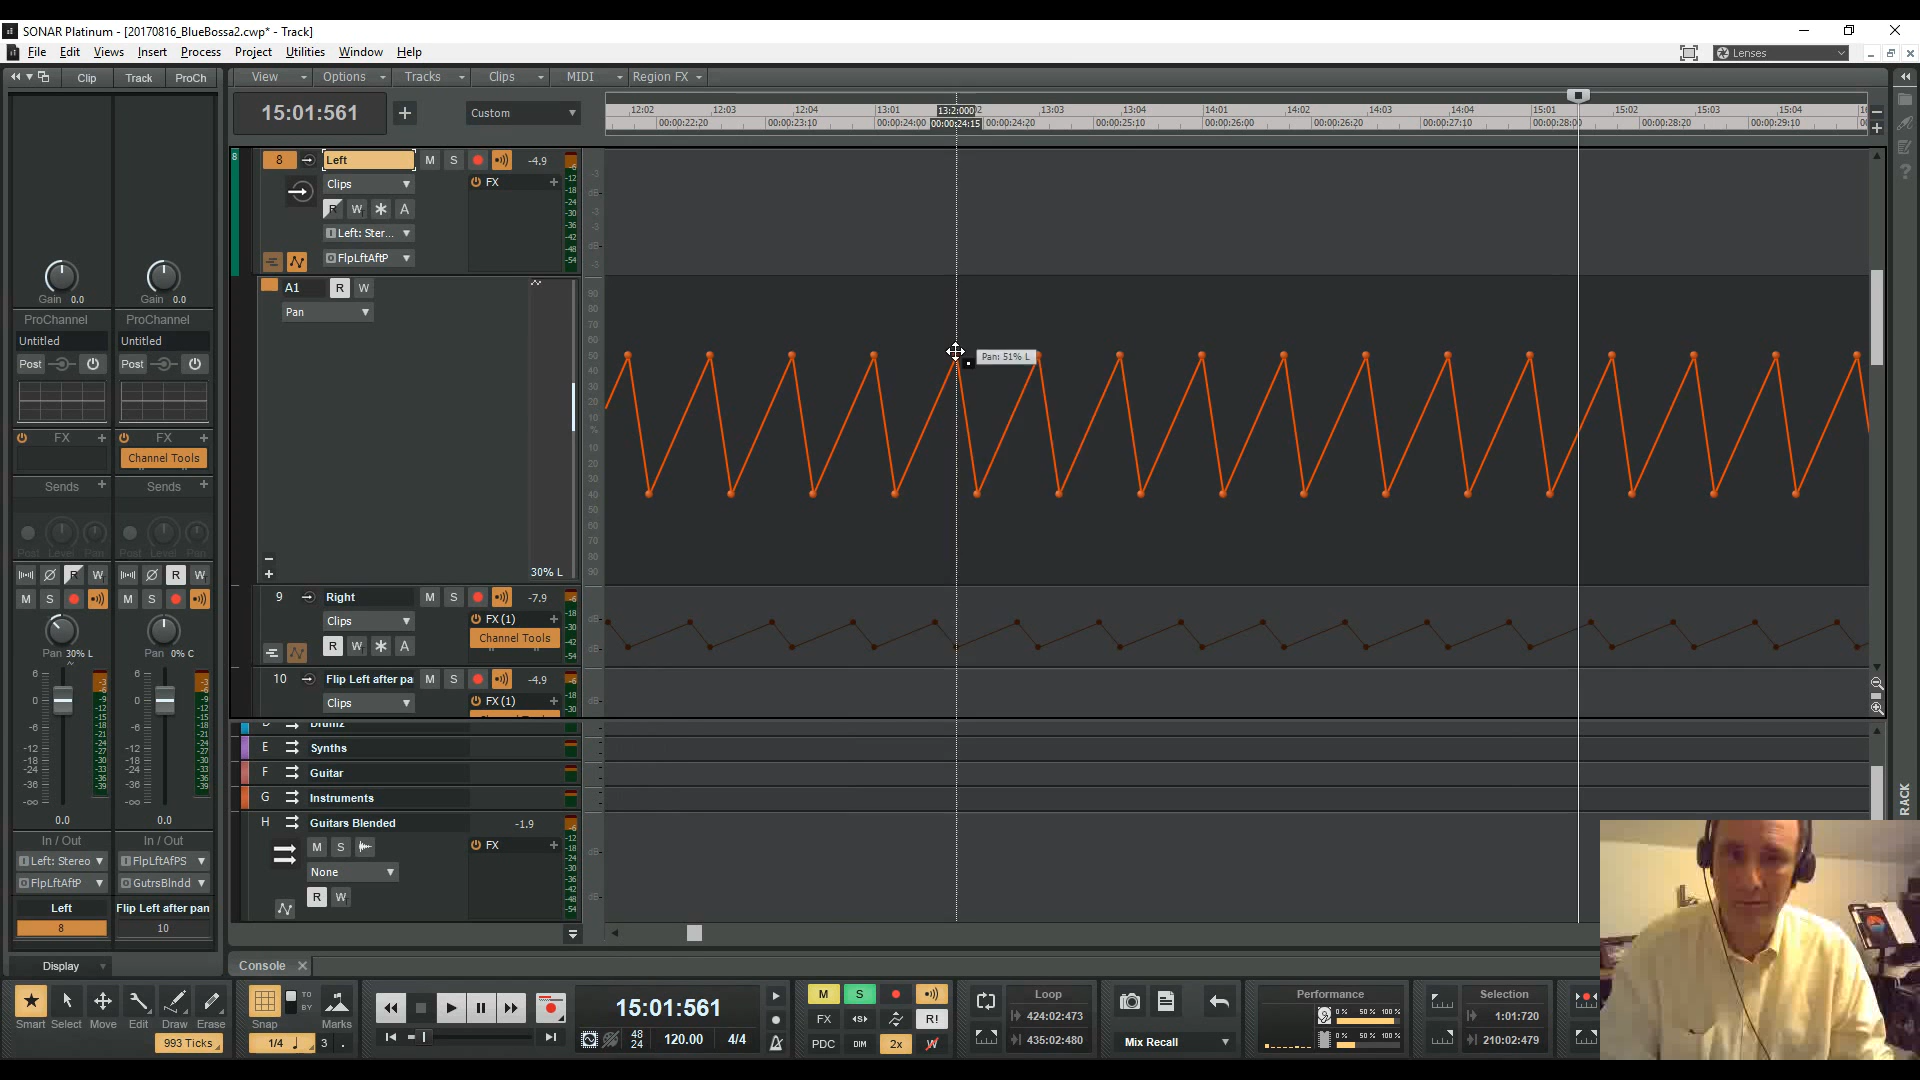 SONAR Platinum - [20170816_BlueBossa2.cwp* - Track]
File Edit Views Insert Process Project Utilities Window Help
Lenses
Clip Track ProCh
View Options Tracks Clips MIDI Region FX
15:01:561
Custom
12:02 12:03 12:04 13:01 13:2:000 13:03 13:04 14:01 14:02 14:03 14:04 15:01 15:02 15:03 15:04
00:00:22:20 00:00:23:10 00:00:24:00 00:00:24:15 00:00:24:20 00:00:25:10 00:00:26:00 00:00:26:20 00:00:27:10 00:00:28:00 00:00:28:20 00:00:29:10
8 Left M S -4.9
Clips FX
R W A
Left: Ster...
FlpLftAftP
A1 R W
Pan
Pan: 51% L
30% L
Gain 0.0 Gain 0.0
ProChannel ProChannel
Untitled Untitled
Post Post
FX FX
Channel Tools
Sends Sends
Post Level Pan Post Level Pan
R W R W
M S M S
Pan 30% L Pan 0% C
0.0 0.0
In / Out In / Out
Left: Stereo FlpLftAfPS
FlpLftAftP GutrsBlndd
Left Flip Left after pan
8 10
Display
9 Right M S -7.9
Clips FX (1)
Channel Tools
R W A
10 Flip Left after pa M S -4.9
Clips FX (1)
E Synths
F Guitar
G Instruments
H Guitars Blended -1.9
M S FX
None
R W
RACK
Console
Smart Select Move Edit Draw Erase
993 Ticks
Snap TO BY Marks
1/4 3
15:01:561
48 24 120.00 4/4
M S
FX R!
PDC DIM 2x W
Loop
424:02:473
435:02:480
Mix Recall
Performance
0% 50% 100%
0% 50% 100%
Selection
1:01:720
210:02:479